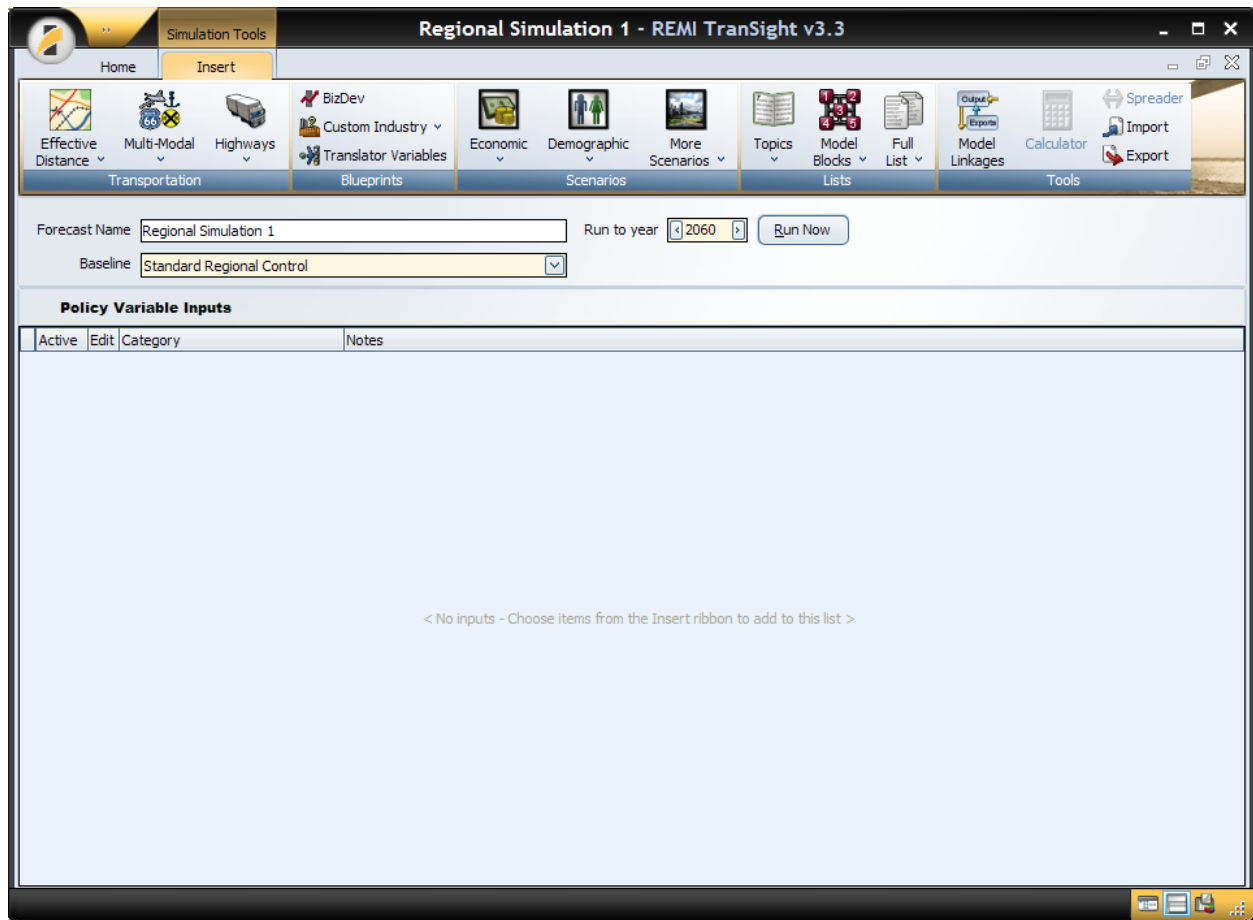 Simulation Tools
Regional Simulation 1 - REMI TranSight v3.3
Home
Insert
Effective
Distance
Multi-Modal
Highways
Transportation
BizDev
Custom Industry
Translator Variables
Blueprints
Economic
Demographic
More
Scenarios
Scenarios
Topics
Model
Blocks
Full
List
Lists
Output
Exports
Model
Linkages
Calculator
Spreader
Import
Export
Tools
Forecast Name
Regional Simulation 1
Run to year
2060
Run Now
Baseline
Standard Regional Control
Policy Variable Inputs
Active
Edit
Category
Notes
< No inputs - Choose items from the Insert ribbon to add to this list >